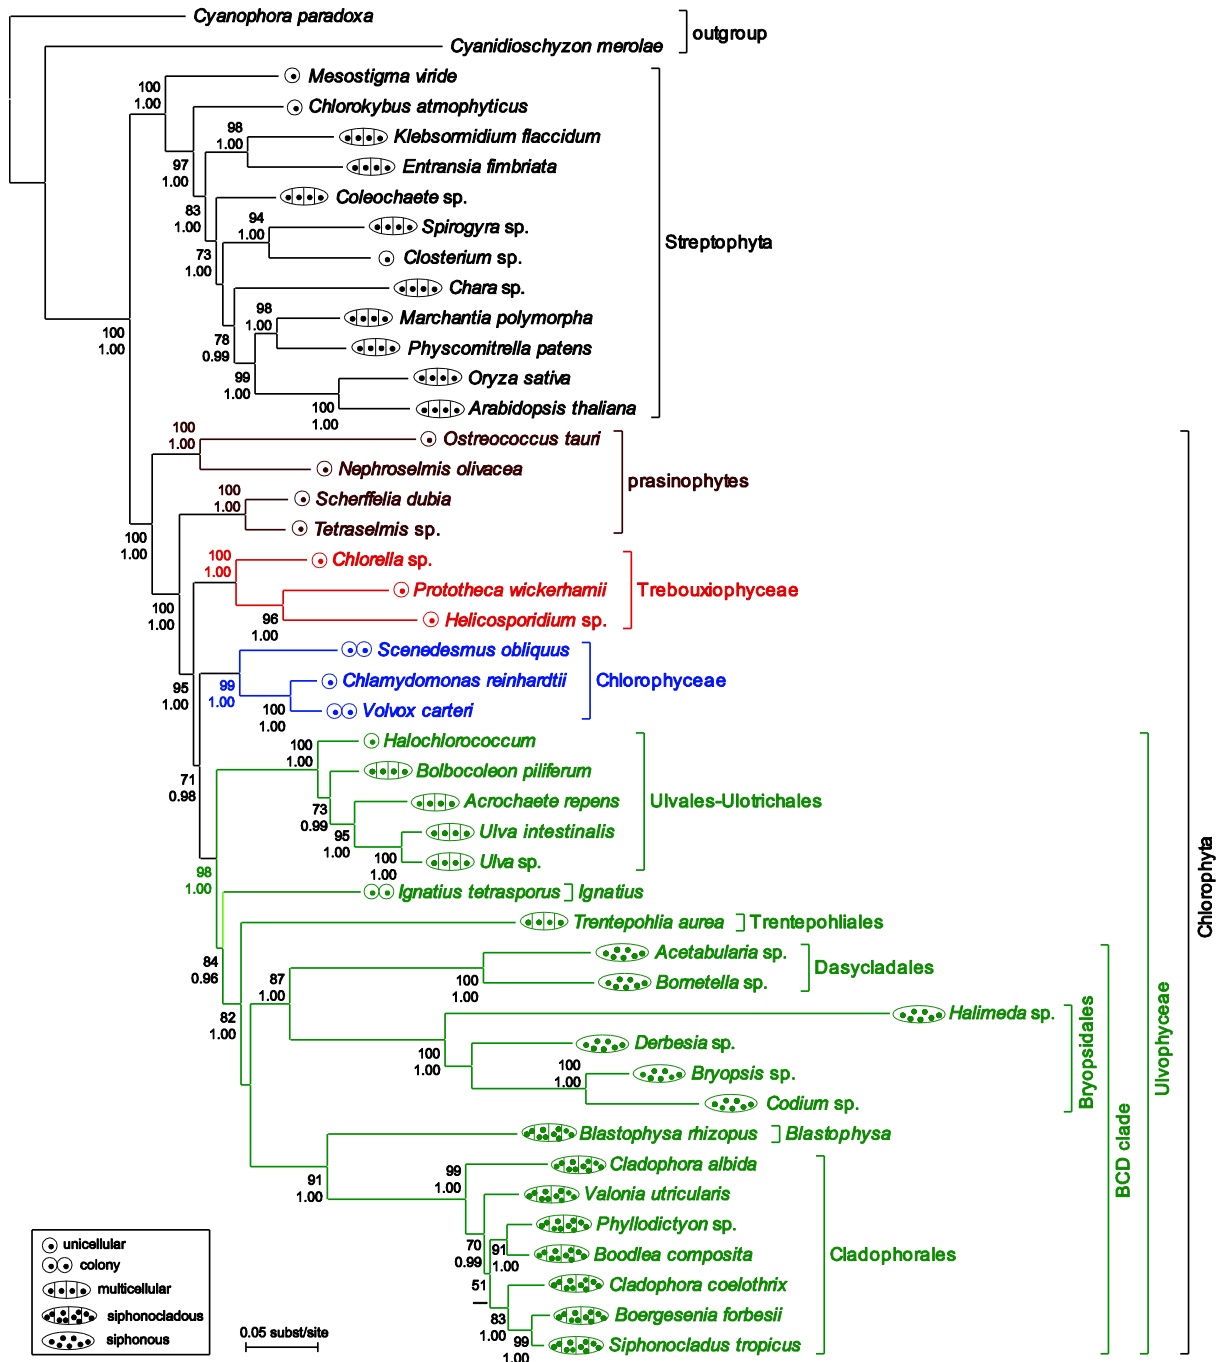 Cyanophora paradoxa
outgroup
Cyanidioschyzon merolae
Mesostigma viride
100
1.00
Chlorokybus atmophyticus
98
1.00
Klebsormidium flaccidum
97
1.00
Entransia fimbriata
Coleochaete sp.
83
1.00
94
1.00
Spirogyra sp.
Streptophyta
73
1.00
Closterium sp.
Chara sp.
98
1.00
Marchantia polymorpha
100
1.00
78
0.99
Physcomitrella patens
99
1.00
Oryza sativa
100
1.00
Arabidopsis thaliana
100
1.00
Ostreococcus tauri
Nephroselmis olivacea
prasinophytes
100
1.00
Scherffelia dubia
Tetraselmis sp.
100
1.00
100
1.00
Chlorella sp.
Prototheca wickerhamii
Trebouxiophyceae
100
1.00
96
1.00
Helicosporidium sp.
Scenedesmus obliquus
95
1.00
99
1.00
Chlamydomonas reinhardtii
Chlorophyceae
100
1.00
Volvox carteri
100
1.00
Halochlorococcum
71
0.98
Bolbocoleon piliferum
73
0.99
Acrochaete repens
Ulvales-Ulotrichales
95
1.00
Ulva intestinalis
100
1.00
Ulva sp.
98
1.00
Ignatius tetrasporus
Ignatius
Trentepohlia aurea
Trentepohliales
84
0.96
Acetabularia sp.
Dasycladales
87
1.00
100
1.00
Bornetella sp.
82
1.00
Halimeda sp.
Derbesia sp.
100
1.00
100
1.00
Bryopsis sp.
Codium sp.
Bryopsidales
Blastophysa rhizopus
Blastophysa
91
1.00
99
1.00
Cladophora albida
Valonia utricularis
Phyllodictyon sp.
70
0.99
91
1.00
Boodlea composita
Cladophorales
51
—
Cladophora coelothrix
83
1.00
Boergesenia forbesii
99
1.00
Siphonocladus tropicus
BCD clade
Ulvophyceae
Chlorophyta
unicellular
colony
multicellular
siphonocladous
siphonous
0.05 subst/site